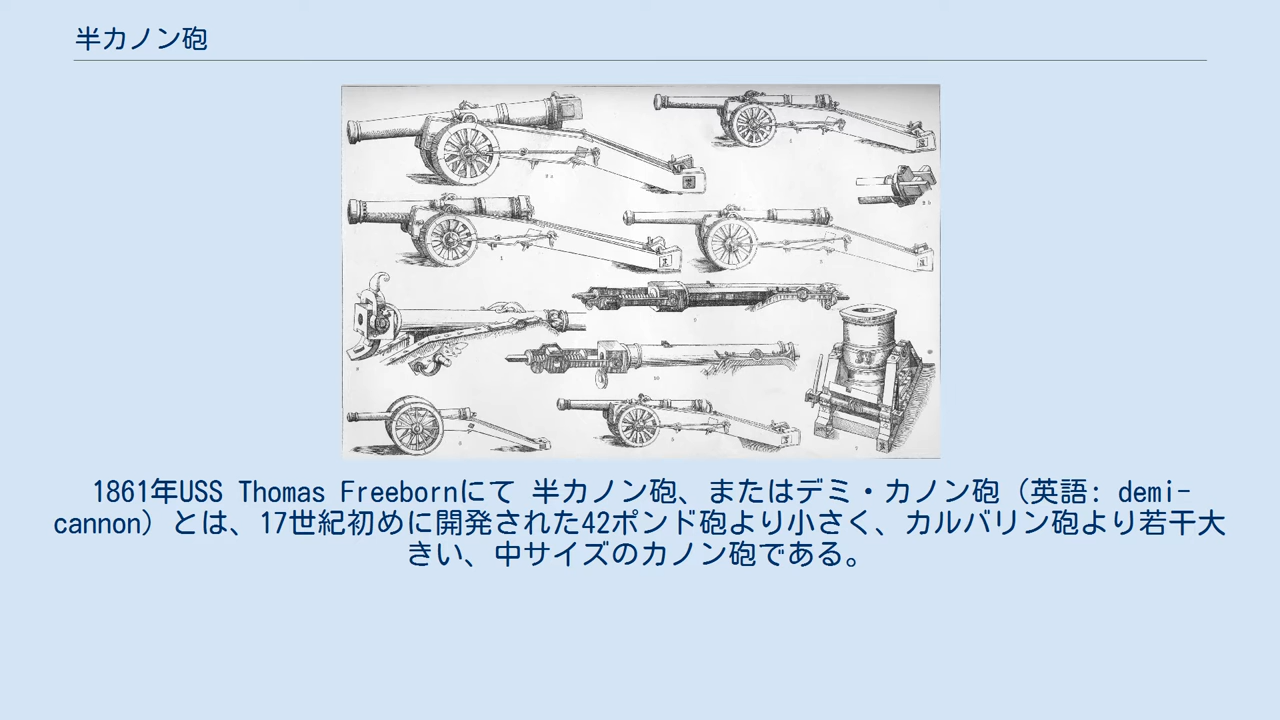 半カノン砲
1861年USS Thomas Freebornにて 半カノン砲、またはデミ・カノン砲（英語: demi-
cannon）とは、17世紀初めに開発された42ポンド砲より小さく、カルバリン砲より若干大
きい、中サイズのカノン砲である。